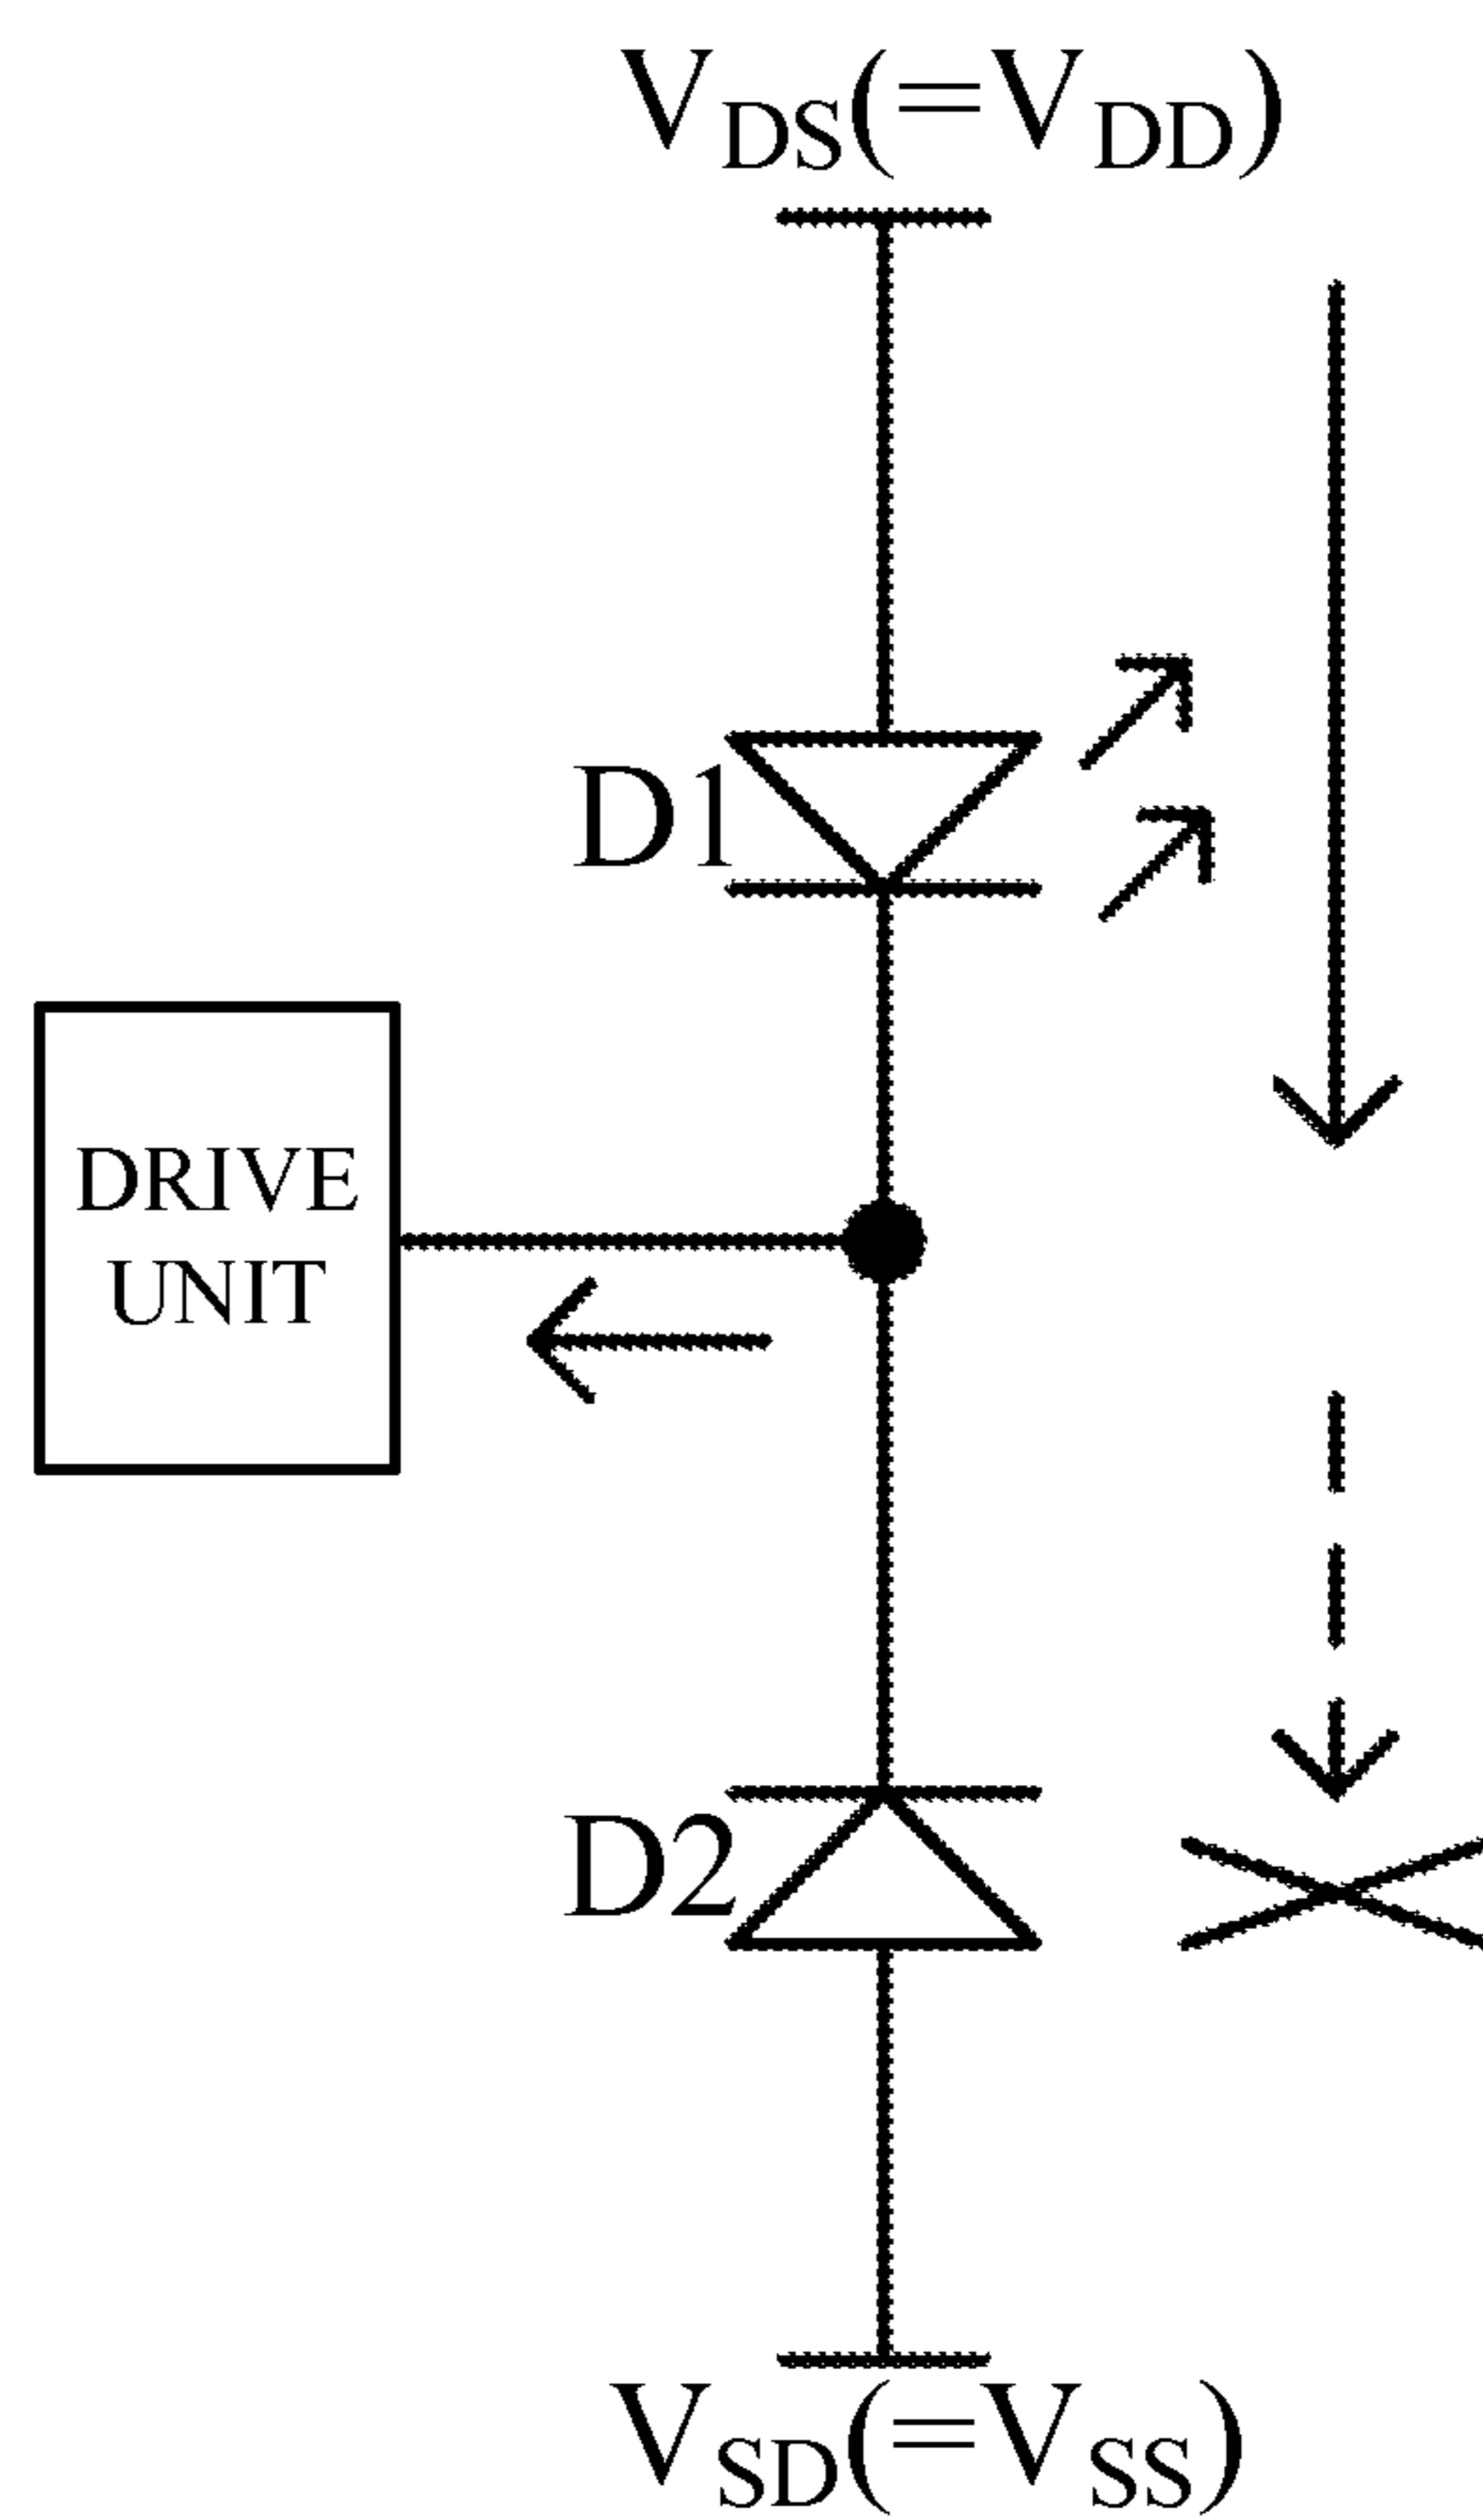 VDS(=VDD)
D1
DRIVE
UNIT
D2
VSD(=VSS)